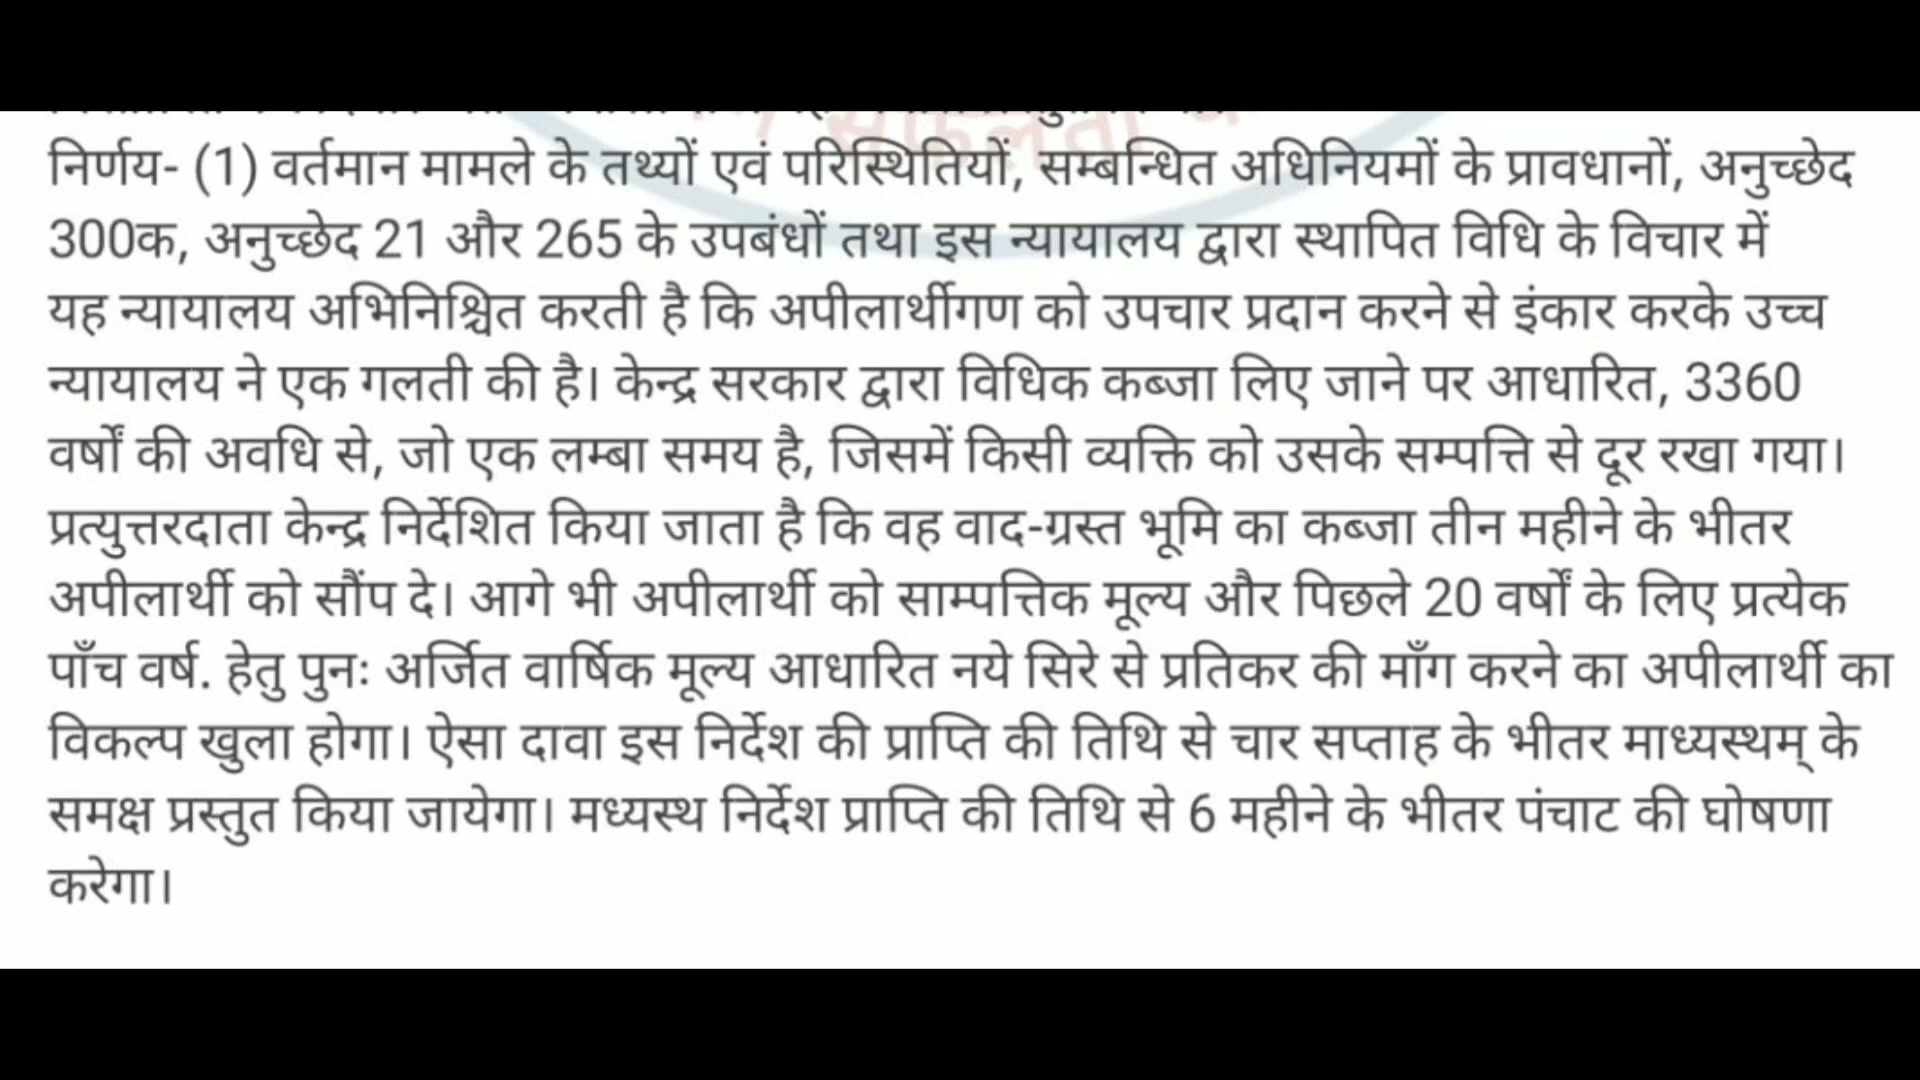 सफलता
निर्णय- (1) वर्तमान मामले के तथ्यों एवं परिस्थितियों, सम्बन्धित अधिनियमों के प्रावधानों, अनुच्छेद
300क, अनुच्छेद 21 और 265 के उपबंधों तथा इस न्यायालय द्वारा स्थापित विधि के विचार में
यह न्यायालय अभिनिश्चित करती है कि अपीलार्थीगण को उपचार प्रदान करने से इंकार करके उच्च
न्यायालय ने एक गलती की है। केन्द्र सरकार द्वारा विधिक कब्जा लिए जाने पर आधारित, 3360
वर्षों की अवधि से, जो एक लम्बा समय है, जिसमें किसी व्यक्ति को उसके सम्पत्ति से दूर रखा गया।
प्रत्युत्तरदाता केन्द्र निर्देशित किया जाता है कि वह वाद-ग्रस्त भूमि का कब्जा तीन महीने के भीतर
अपीलार्थी को सौंप दे। आगे भी अपीलार्थी को साम्पत्तिक मूल्य और पिछले 20 वर्षों के लिए प्रत्येक
पाँच वर्ष. हेतु पुनः अर्जित वार्षिक मूल्य आधारित नये सिरे से प्रतिकर की माँग करने का अपीलार्थी का
विकल्प खुला होगा। ऐसा दावा इस निर्देश की प्राप्ति की तिथि से चार सप्ताह के भीतर माध्यस्थम् के
समक्ष प्रस्तुत किया जायेगा। मध्यस्थ निर्देश प्राप्ति की तिथि से 6 महीने के भीतर पंचाट की घोषणा
करेगा।